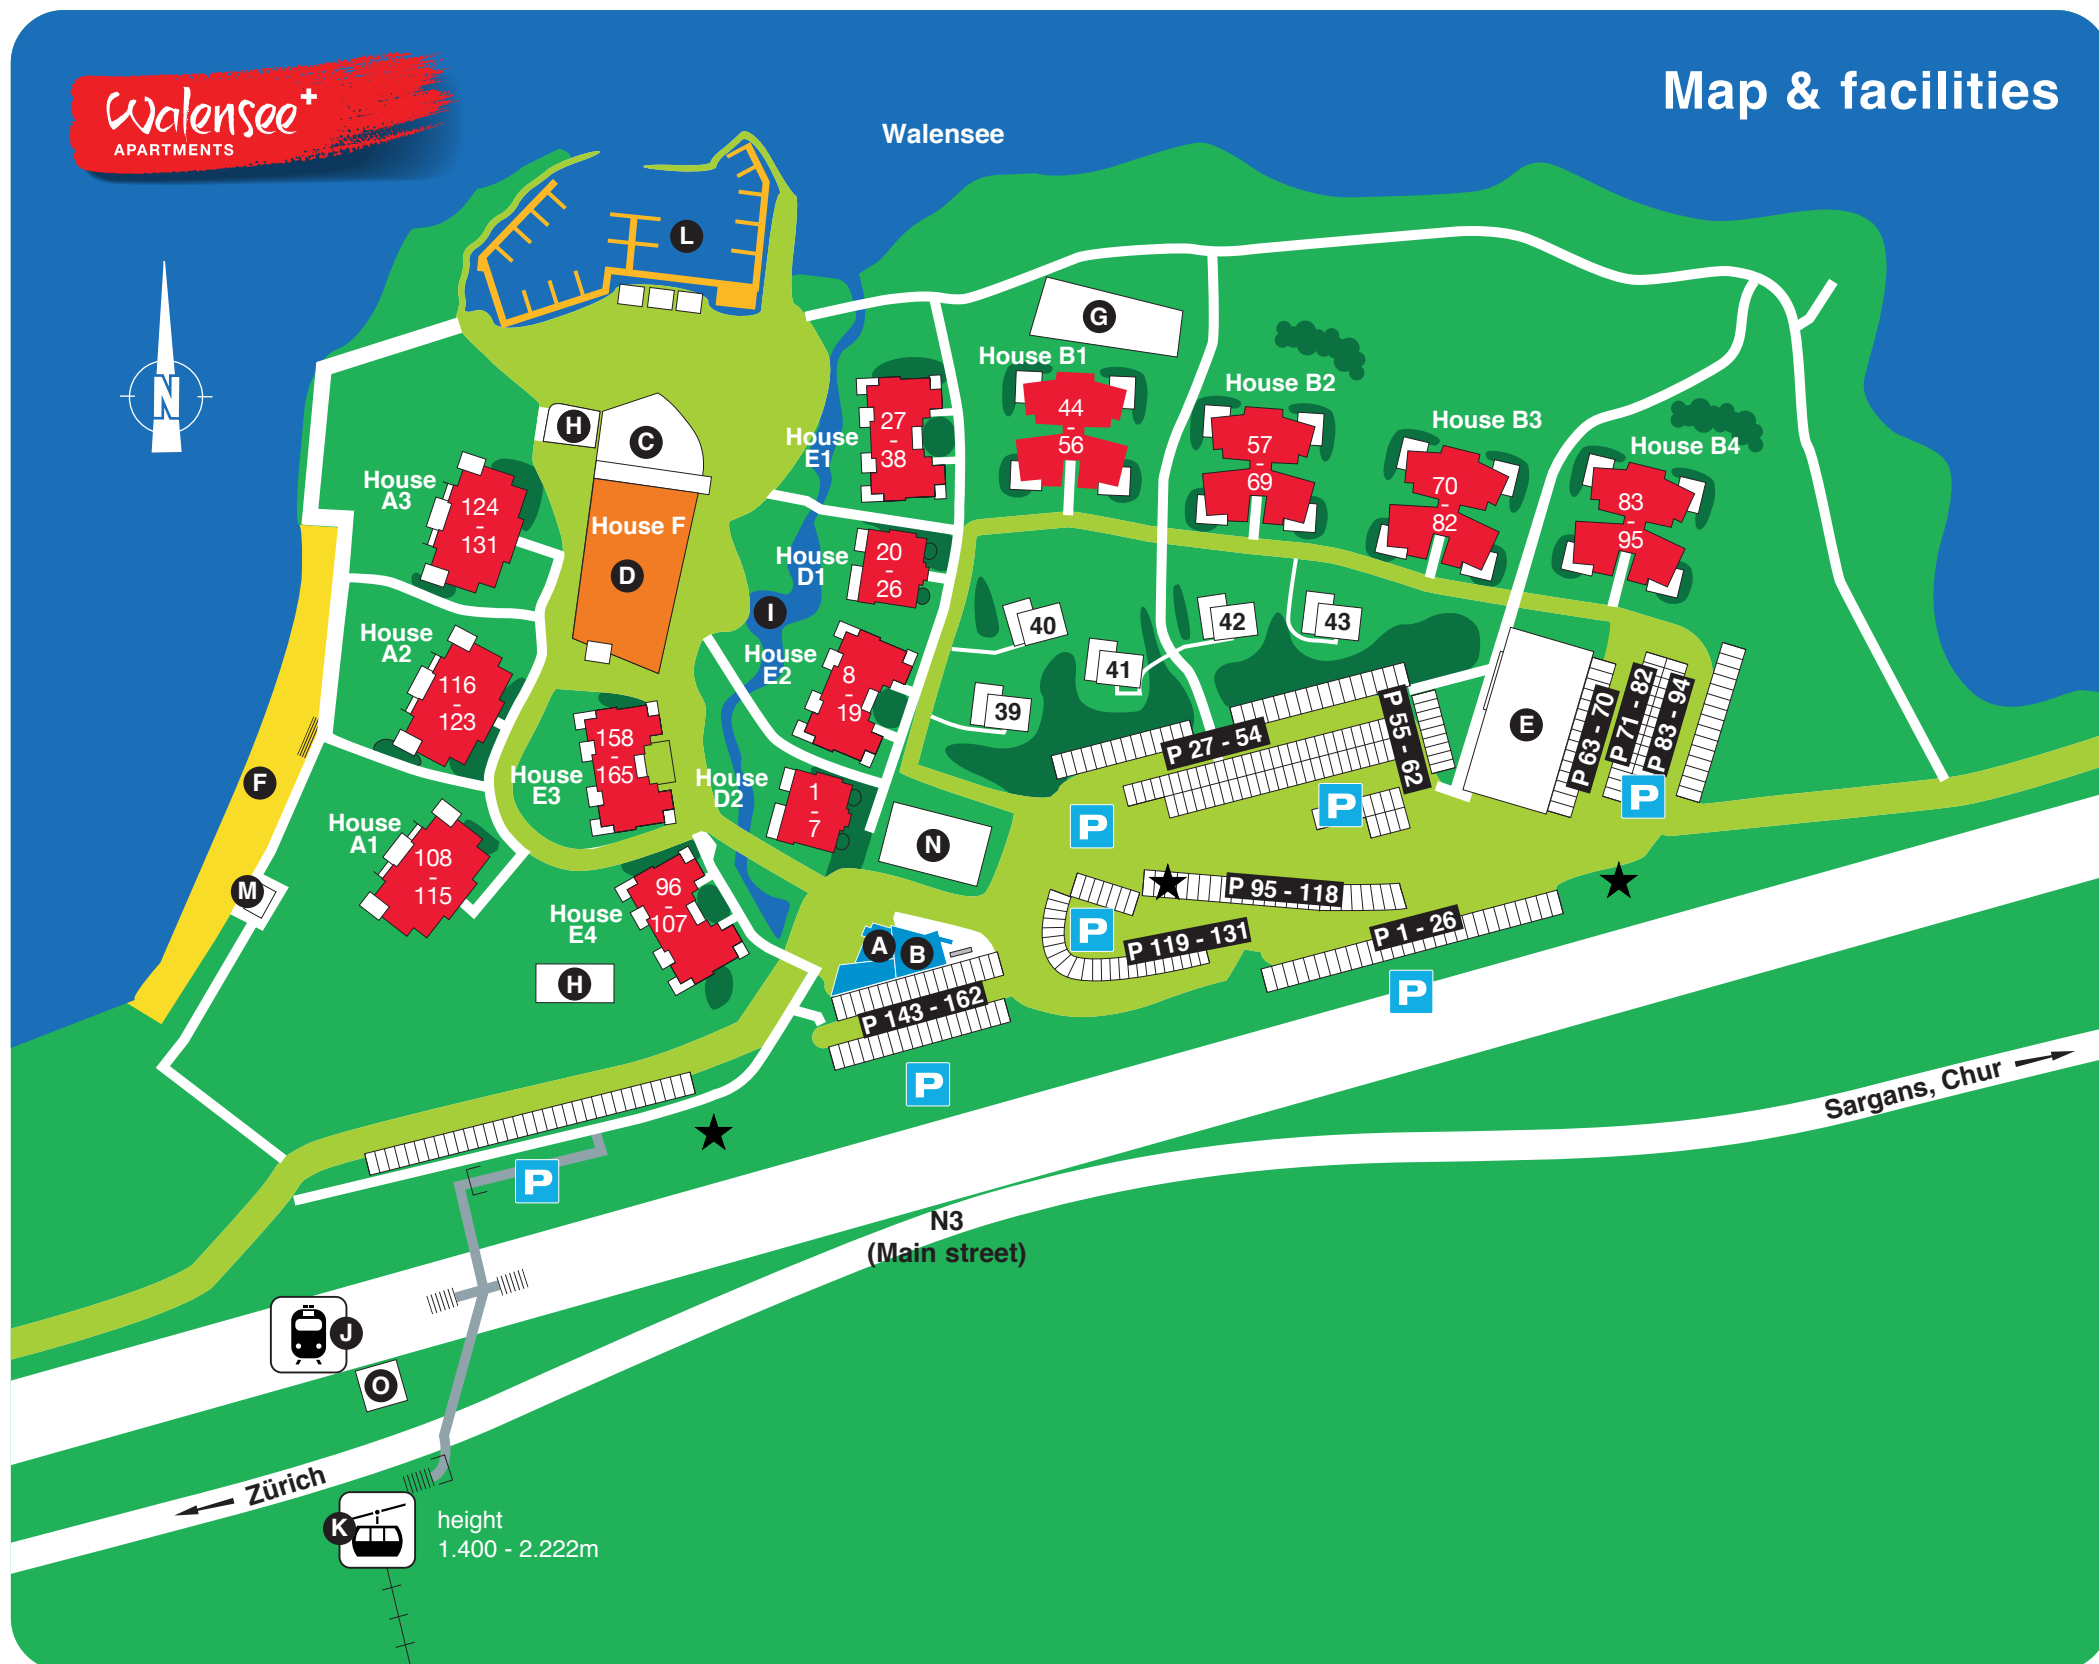 Map & facilities
Walensee+
APARTMENTS
Walensee
L
G
N
House B1
44
-
56
House B2
57
-
69
House B3
70
-
82
House B4
83
-
95
House
E1
27
-
38
H
C
House F
D
House
A3
124
-
131
House
D1
20
-
26
I
House
E2
8
-
19
40
41
42
43
39
House
A2
116
-
123
House
E3
158
-
165
House
D2
1
-
7
F
E
P 27 - 54
P 55 - 62
P 63 - 70
P 71 - 82
P 83 - 94
P
P
P
House
A1
108
-
115
N
M
House
E4
96
-
107
H
A
B
P
P 95 - 118
P 119 - 131
P 1 - 26
P
P 143 - 162
P
P
Sargans, Chur
N3
(Main street)
J
O
Zürich
K
height
1.400 - 2.222m